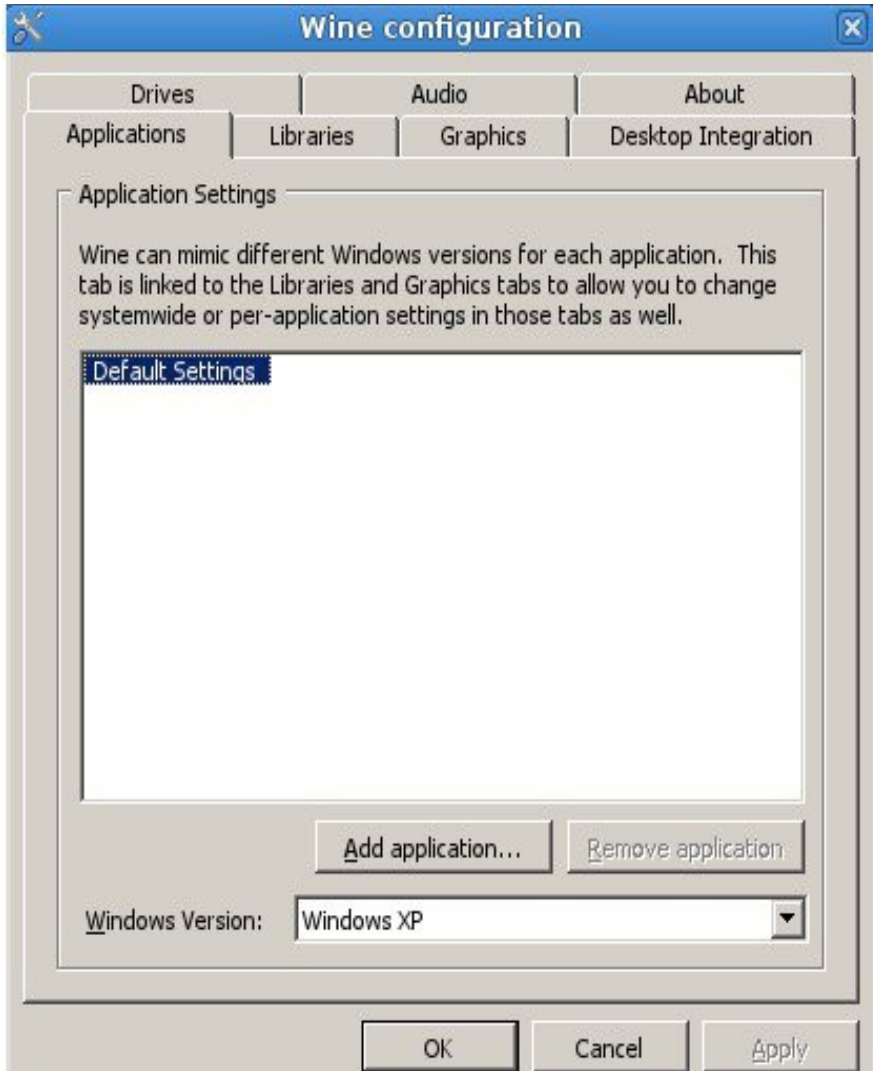 Wine configuration
Drives
Audio
About
Applications
Libraries
Graphics
Desktop Integration
Application Settings
Wine can mimic different Windows versions for each application. This
tab is linked to the Libraries and Graphics tabs to allow you to change
systemwide or per-application settings in those tabs as well.
Default Settings
Add application...
Remove application
Windows Version:
Windows XP
OK
Cancel
Apply